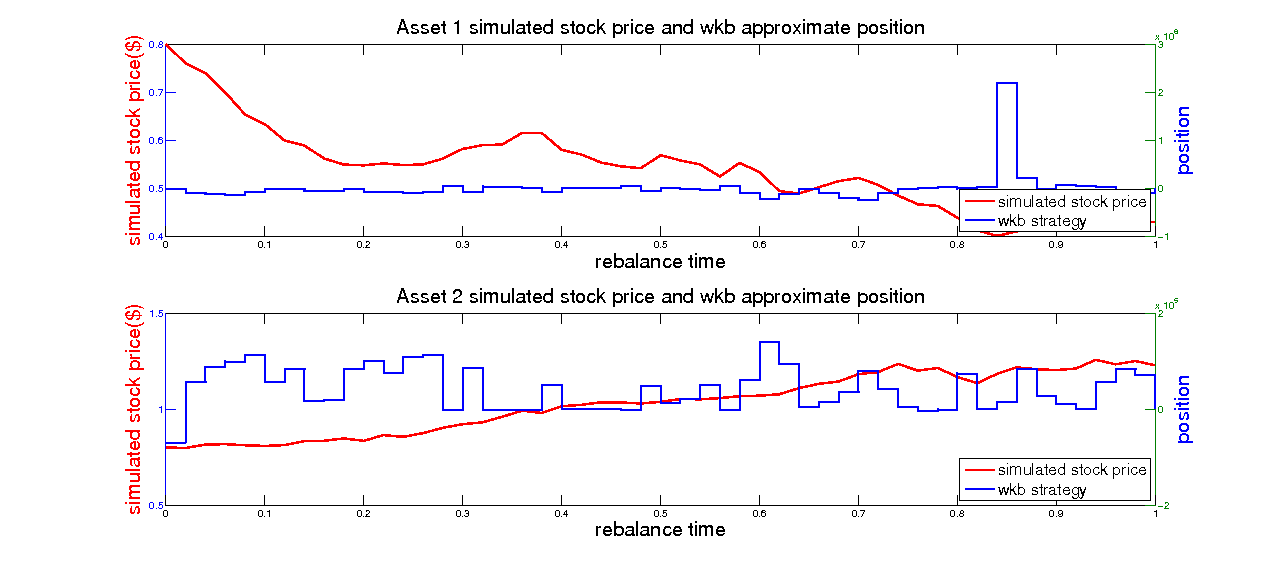 Asset 1 simulated stock price and wkb approximate position
x 10
simulated stock price($)
0.8
0.7
0.6
0.5
0.4
3
2
1
0
-1
position
simulated stock price
wkb strategy
0 0.1 0.2 0.3 0.4 0.5 0.6 0.7 0.8 0.9 1
rebalance time
Asset 2 simulated stock price and wkb approximate position
x 10
simulated stock price($)
1.5
1
0.5
2
0
-2
position
simulated stock price
wkb strategy
0 0.1 0.2 0.3 0.4 0.5 0.6 0.7 0.8 0.9 1
rebalance time